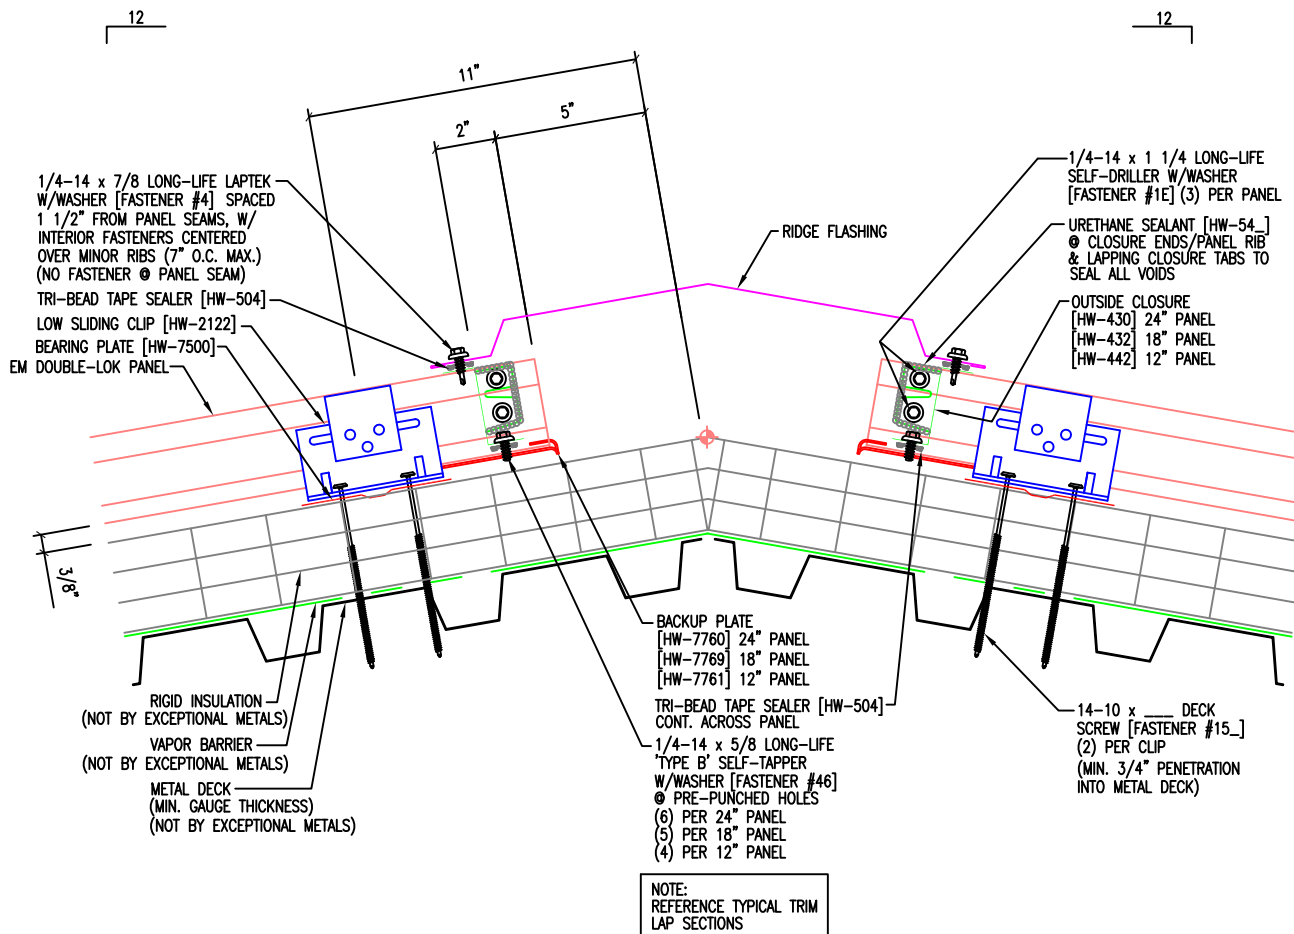 12
12
11"
2"
5"
1/4-14 x 7/8 LONG-LIFE LAPTEK
W/WASHER [FASTENER #4] SPACED
1 1/2" FROM PANEL SEAMS, W/
INTERIOR FASTENERS CENTERED
OVER MINOR RIBS (7" O.C. MAX.)
(NO FASTENER @ PANEL SEAM)
TRI-BEAD TAPE SEALER [HW-504]
LOW SLIDING CLIP [HW-2122]
BEARING PLATE [HW-7500]
EM DOUBLE-LOK PANEL
RIDGE FLASHING
1/4-14 x 1 1/4 LONG-LIFE
SELF-DRILLER W/WASHER
[FASTENER #1E] (3) PER PANEL
URETHANE SEALANT [HW-54_]
@ CLOSURE ENDS/PANEL RIB
& LAPPING CLOSURE TABS TO
SEAL ALL VOIDS
OUTSIDE CLOSURE
[HW-430] 24" PANEL
[HW-432] 18" PANEL
[HW-442] 12" PANEL
3/8"
RIGID INSULATION
(NOT BY EXCEPTIONAL METALS)
VAPOR BARRIER
(NOT BY EXCEPTIONAL METALS)
METAL DECK
(MIN. GAUGE THICKNESS)
(NOT BY EXCEPTIONAL METALS)
BACKUP PLATE
[HW-7760] 24" PANEL
[HW-7769] 18" PANEL
[HW-7761] 12" PANEL
TRI-BEAD TAPE SEALER [HW-504]
CONT. ACROSS PANEL
1/4-14 x 5/8 LONG-LIFE
'TYPE B' SELF-TAPPER
W/WASHER [FASTENER #46]
@ PRE-PUNCHED HOLES
(6) PER 24" PANEL
(5) PER 18" PANEL
(4) PER 12" PANEL
14-10 x ___ DECK
SCREW [FASTENER #15_]
(2) PER CLIP
(MIN. 3/4" PENETRATION
INTO METAL DECK)
NOTE:
REFERENCE TYPICAL TRIM
LAP SECTIONS